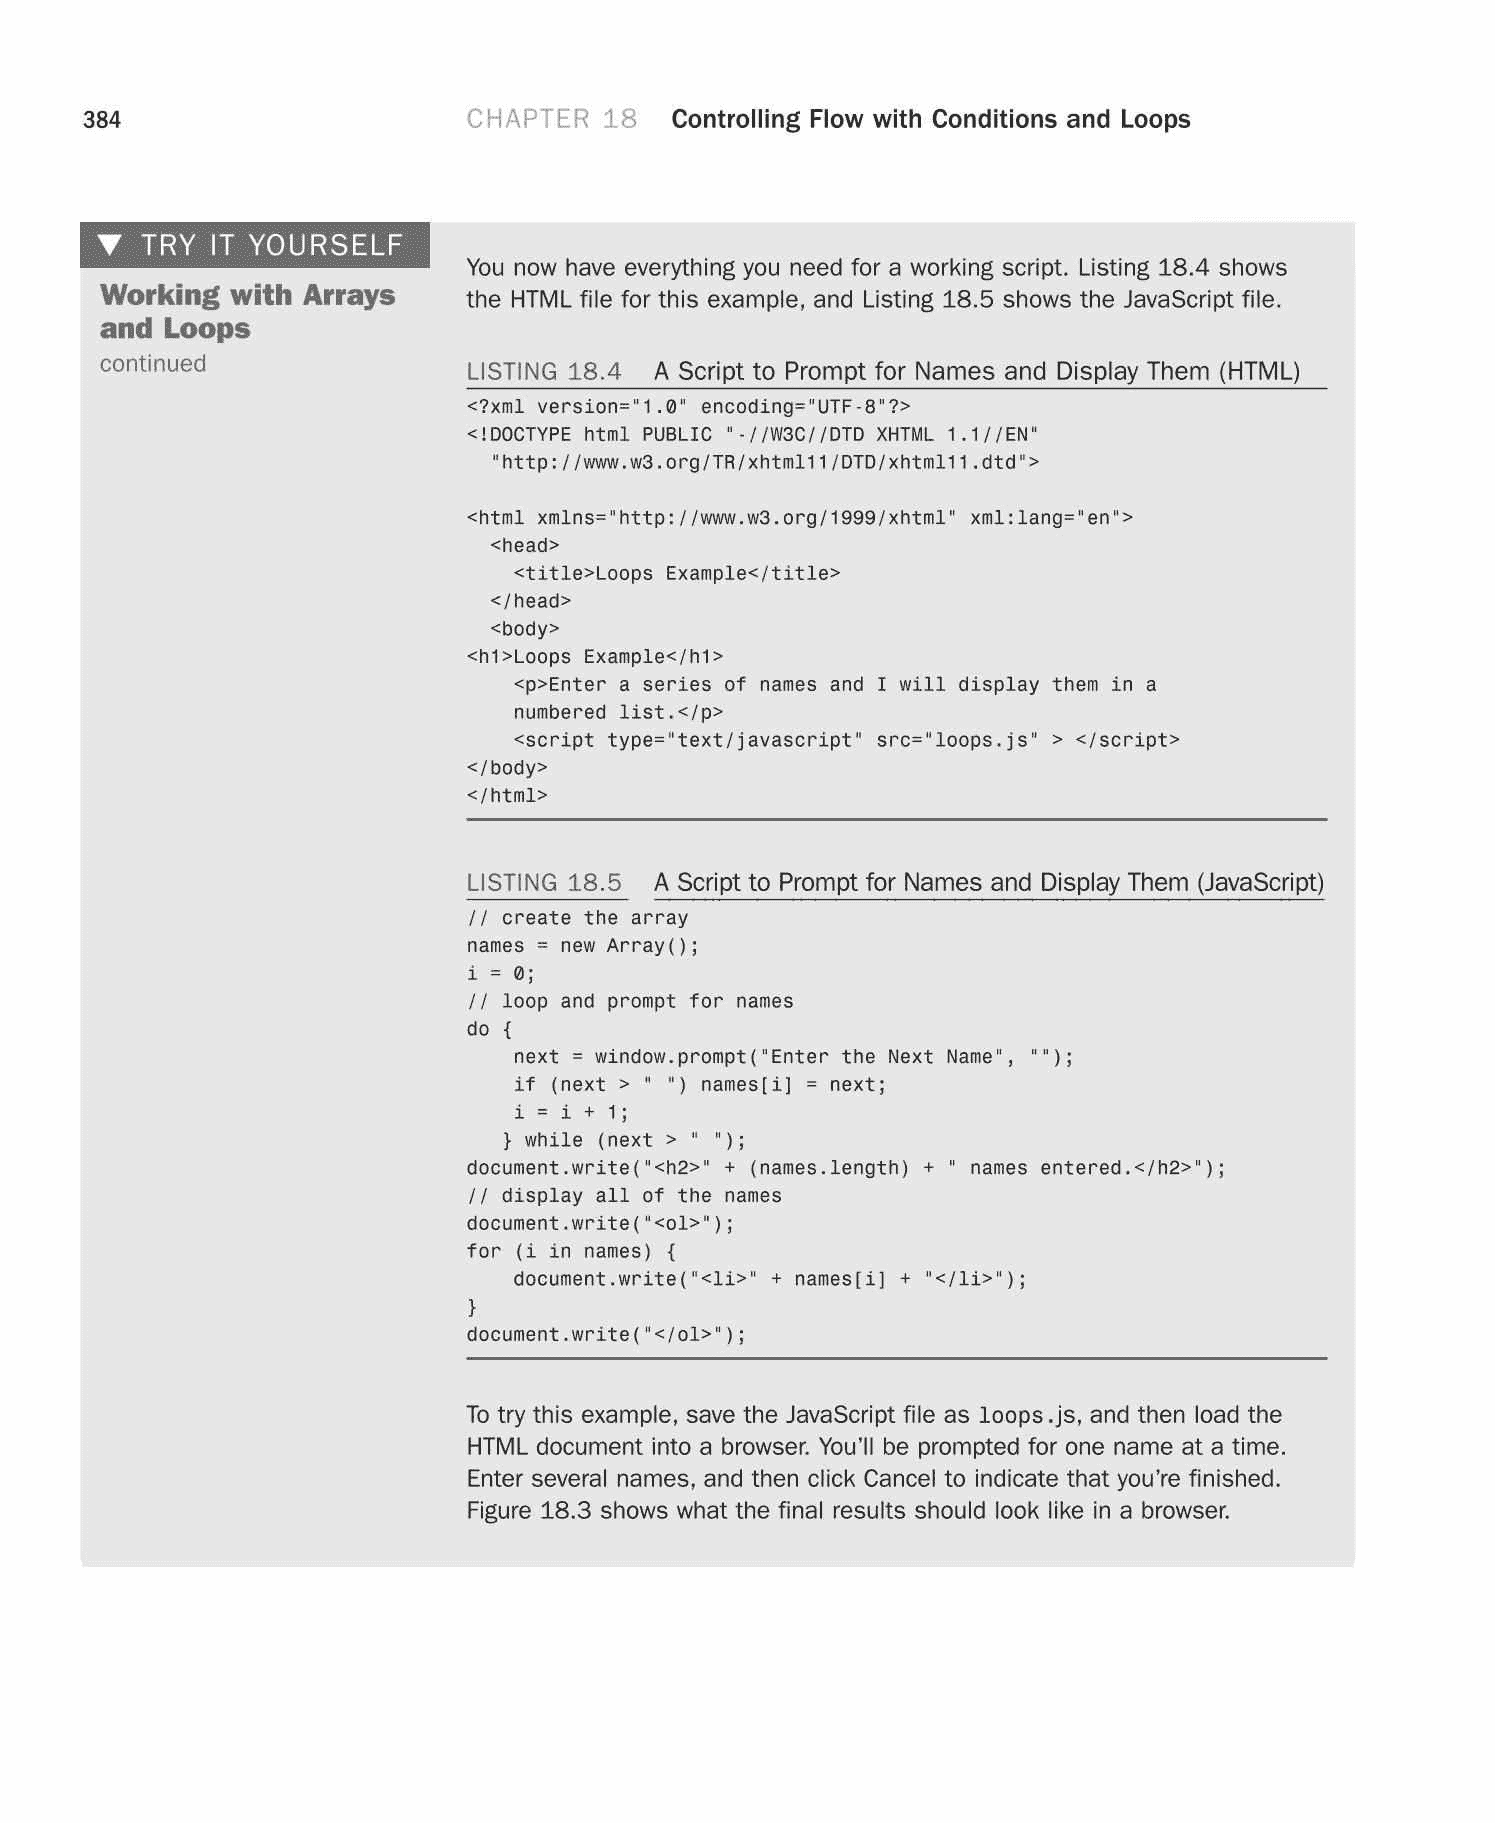 384
CHAPTER 18 Controlling Flow with Conditions and Loops
▼ TRY IT YOURSELF
Working with Arrays
and Loops
continued
You now have everything you need for a working script. Listing 18.4 shows
the HTML file for this example, and Listing 18.5 shows the JavaScript file.
LISTING 18.4 A Script to Prompt for Names and Display Them (HTML)
<?xml version="1.0" encoding="UTF-8"?>
<!DOCTYPE html PUBLIC "-//W3C//DTD XHTML 1.1//EN"
  "http://www.w3.org/TR/xhtml11/DTD/xhtml11.dtd">
<html xmlns="http://www.w3.org/1999/xhtml" xml:lang="en">
  <head>
    <title>Loops Example</title>
  </head>
  <body>
<h1>Loops Example</h1>
    <p>Enter a series of names and I will display them in a
    numbered list.</p>
    <script type="text/javascript" src="loops.js" > </script>
</body>
</html>
LISTING 18.5 A Script to Prompt for Names and Display Them (JavaScript)
// create the array
names = new Array();
i = 0;
// loop and prompt for names
do {
    next = window.prompt("Enter the Next Name", "");
    if (next > " ") names[i] = next;
    i = i + 1;
   } while (next > " ");
document.write("<h2>" + (names.length) + " names entered.</h2>");
// display all of the names
document.write("<ol>");
for (i in names) {
    document.write("<li>" + names[i] + "</li>");
}
document.write("</ol>");
To try this example, save the JavaScript file as loops.js, and then load the
HTML document into a browser. You'll be prompted for one name at a time.
Enter several names, and then click Cancel to indicate that you're finished.
Figure 18.3 shows what the final results should look like in a browser.